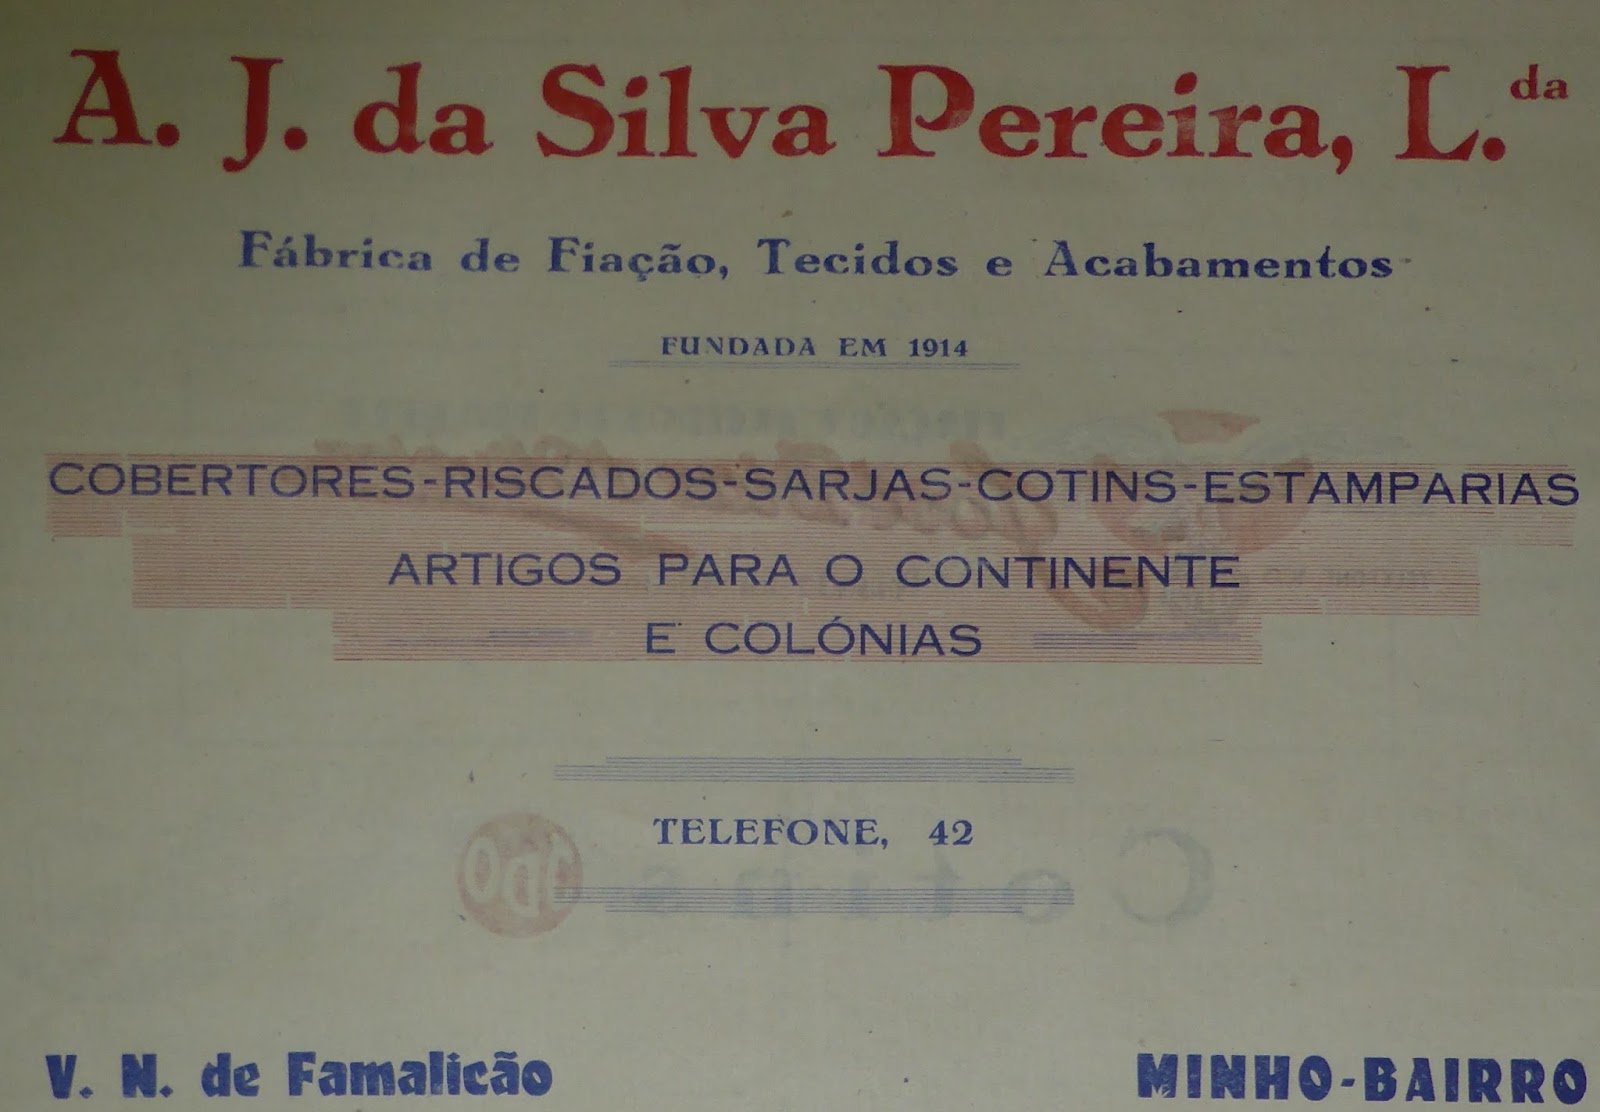 A. J. da Silva Pereira, L.da
Fábrica de Fiação, Tecidos e Acabamentos
FUNDADA EM 1914
COBERTORES-RISCADOS-SARJAS-COTINS-ESTAMPARIAS
ARTIGOS PARA O CONTINENTE
E COLÓNIAS
TELEFONE, 42
V. N. de Famalicão
MINHO-BAIRRO